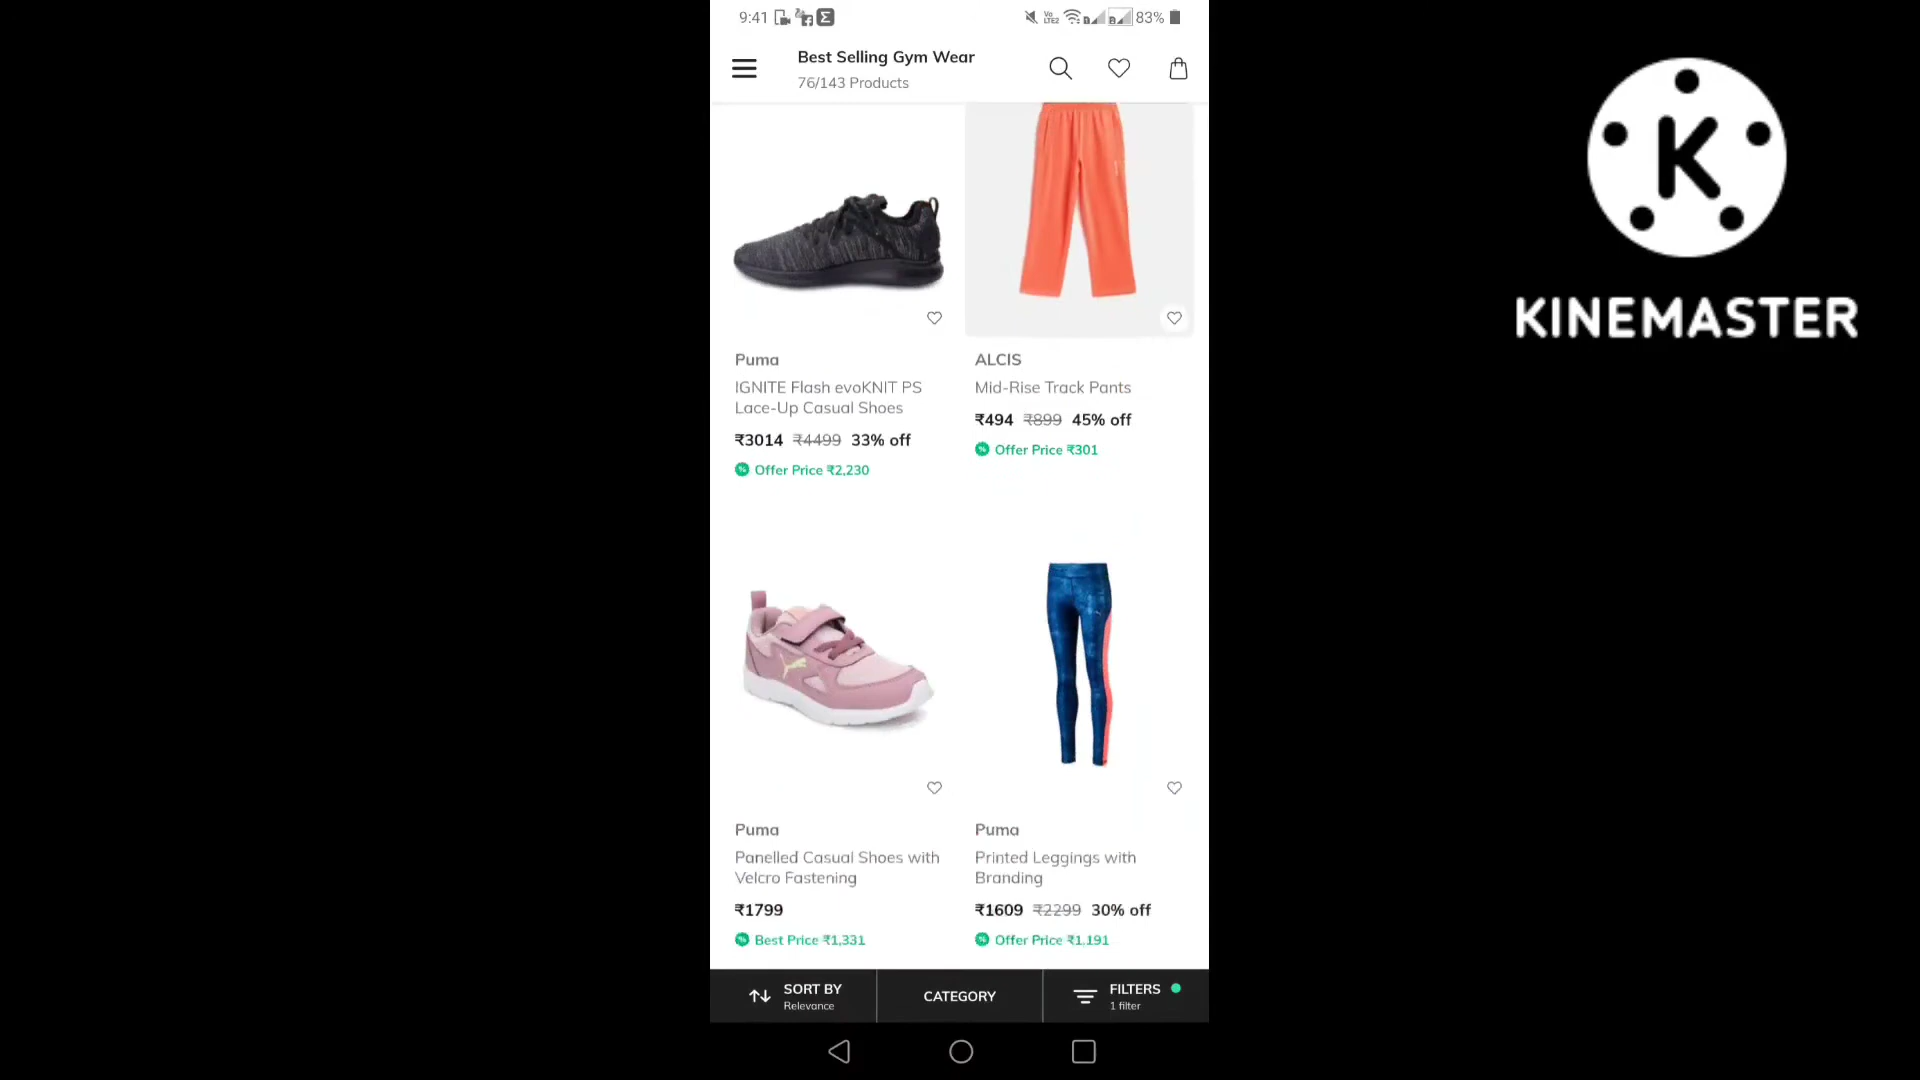 9:41
83%
Best Selling Gym Wear
76/143 Products
Puma
IGNITE Flash evoKNIT PS
Lace-Up Casual Shoes
₹3014 ₹4499 33% off
Offer Price ₹2,230
ALCIS
Mid-Rise Track Pants
₹494 ₹899 45% off
Offer Price ₹301
Puma
Panelled Casual Shoes with
Velcro Fastening
₹1799
Best Price ₹1,331
Puma
Printed Leggings with
Branding
₹1609 ₹2299 30% off
Offer Price ₹1,191
SORT BY
Relevance
CATEGORY
FILTERS
1 filter
K
KINEMASTER